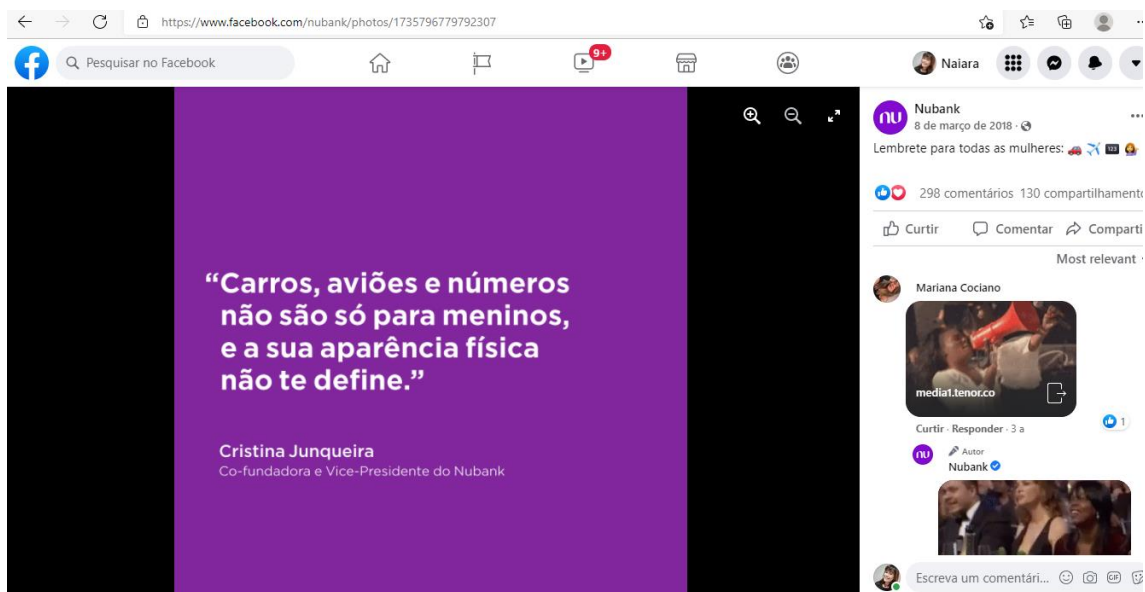 https://www.facebook.com/nubank/photos/1735796779792307
Pesquisar no Facebook
9+
Naiara
“Carros, aviões e números
não são só para meninos,
e a sua aparência física
não te define.”
Cristina Junqueira
Co-fundadora e Vice-Presidente do Nubank
nu
Nubank
8 de março de 2018 ·
Lembrete para todas as mulheres:
298 comentários 130 compartilhamento
Curtir Comentar Comparti
Most relevant
Mariana Cociano
media1.tenor.co
Curtir · Responder · 3 a
1
Autor
nu Nubank
Escreva um comentári... GIF